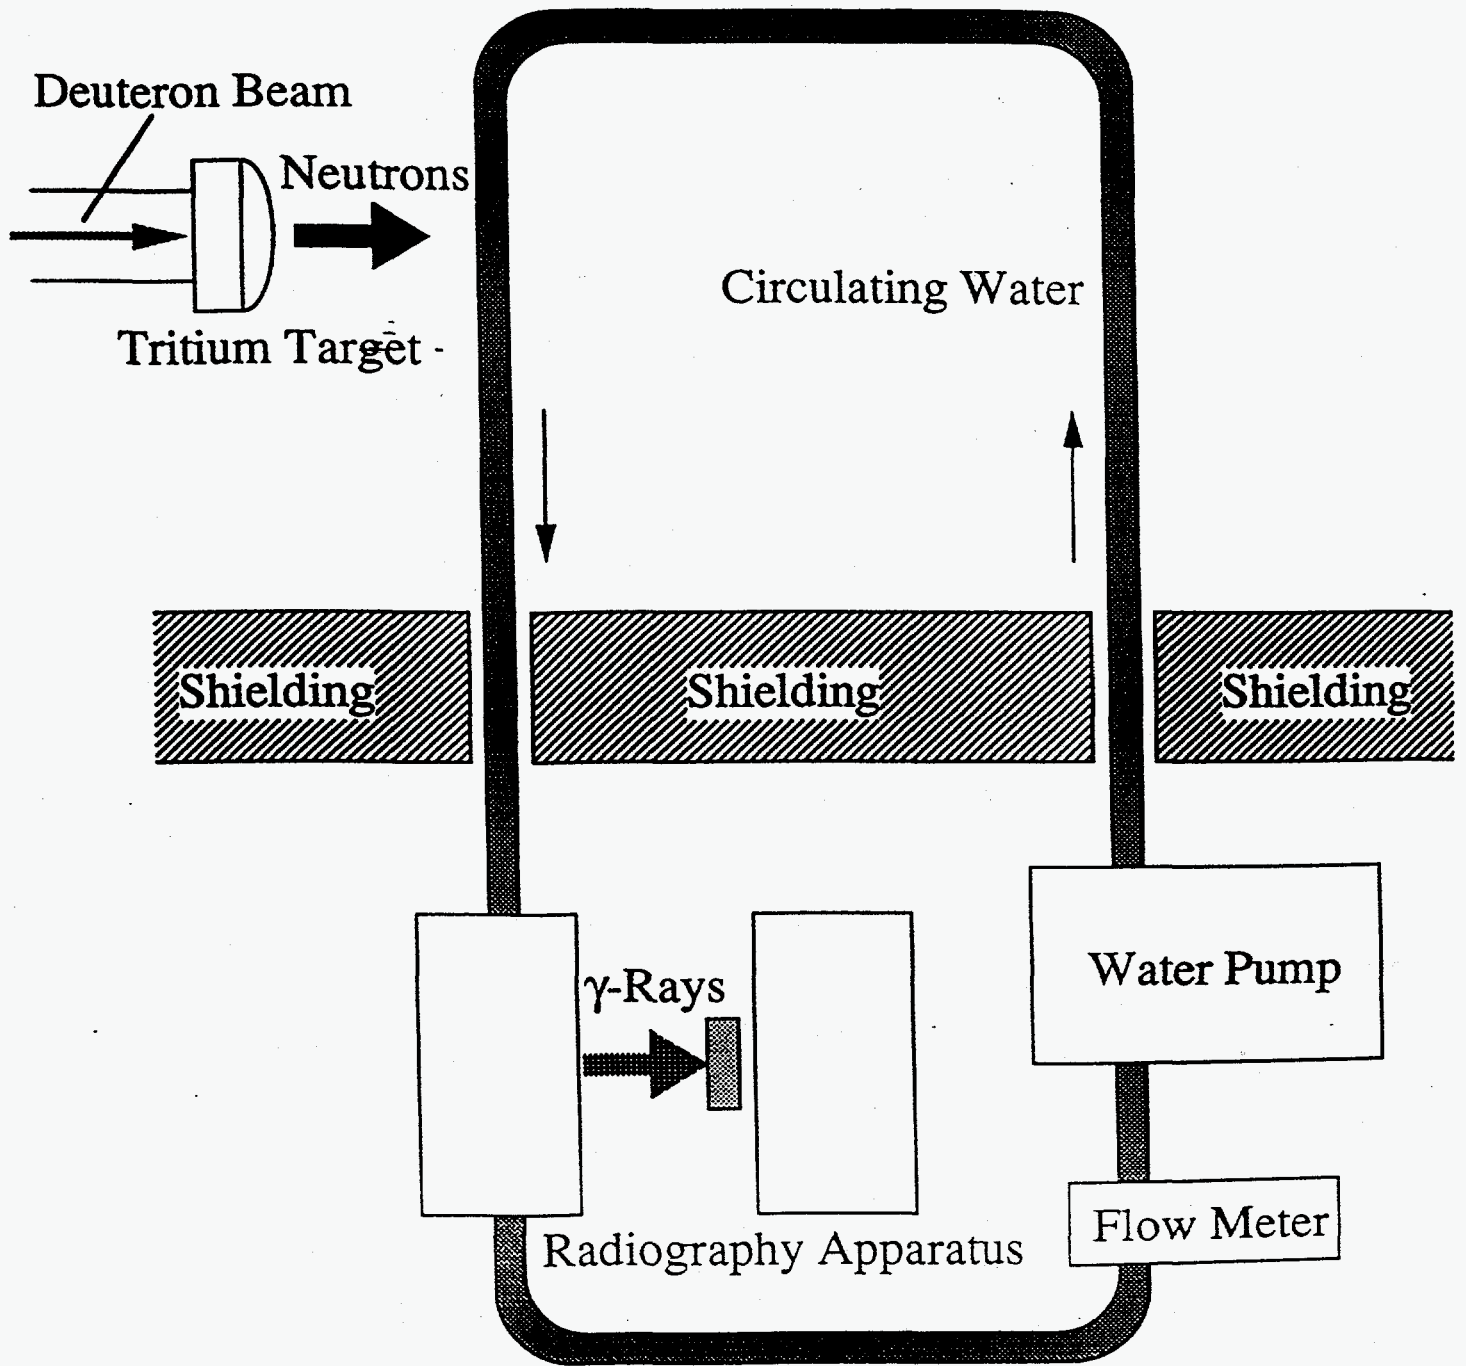 Deuteron Beam
Neutrons
Circulating Water
Tritium Target
Shielding
Shielding
Shielding
Water Pump
γ-Rays
Flow Meter
Radiography Apparatus